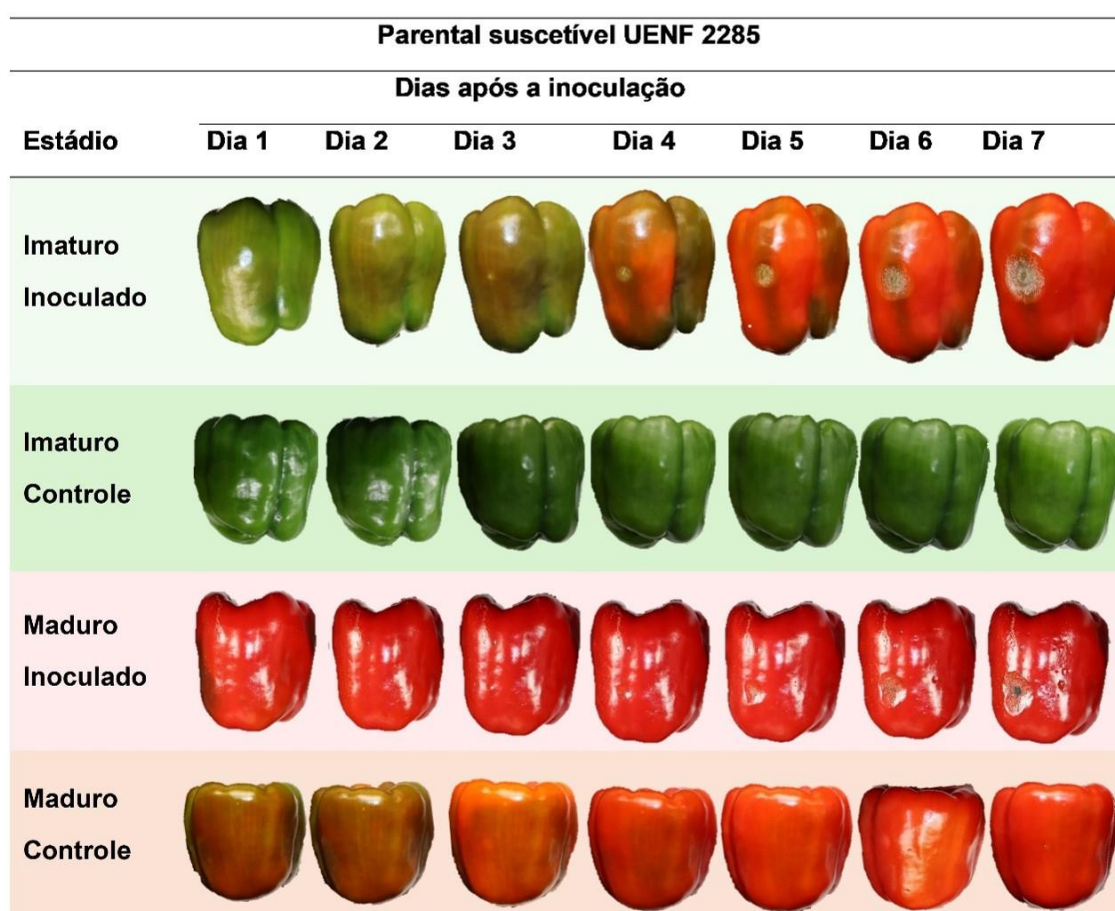 Parental suscetível UENF 2285
Dias após a inoculação
Estádio Dia 1 Dia 2 Dia 3 Dia 4 Dia 5 Dia 6 Dia 7
Imaturo
Inoculado
Imaturo
Controle
Maduro
Inoculado
Maduro
Controle